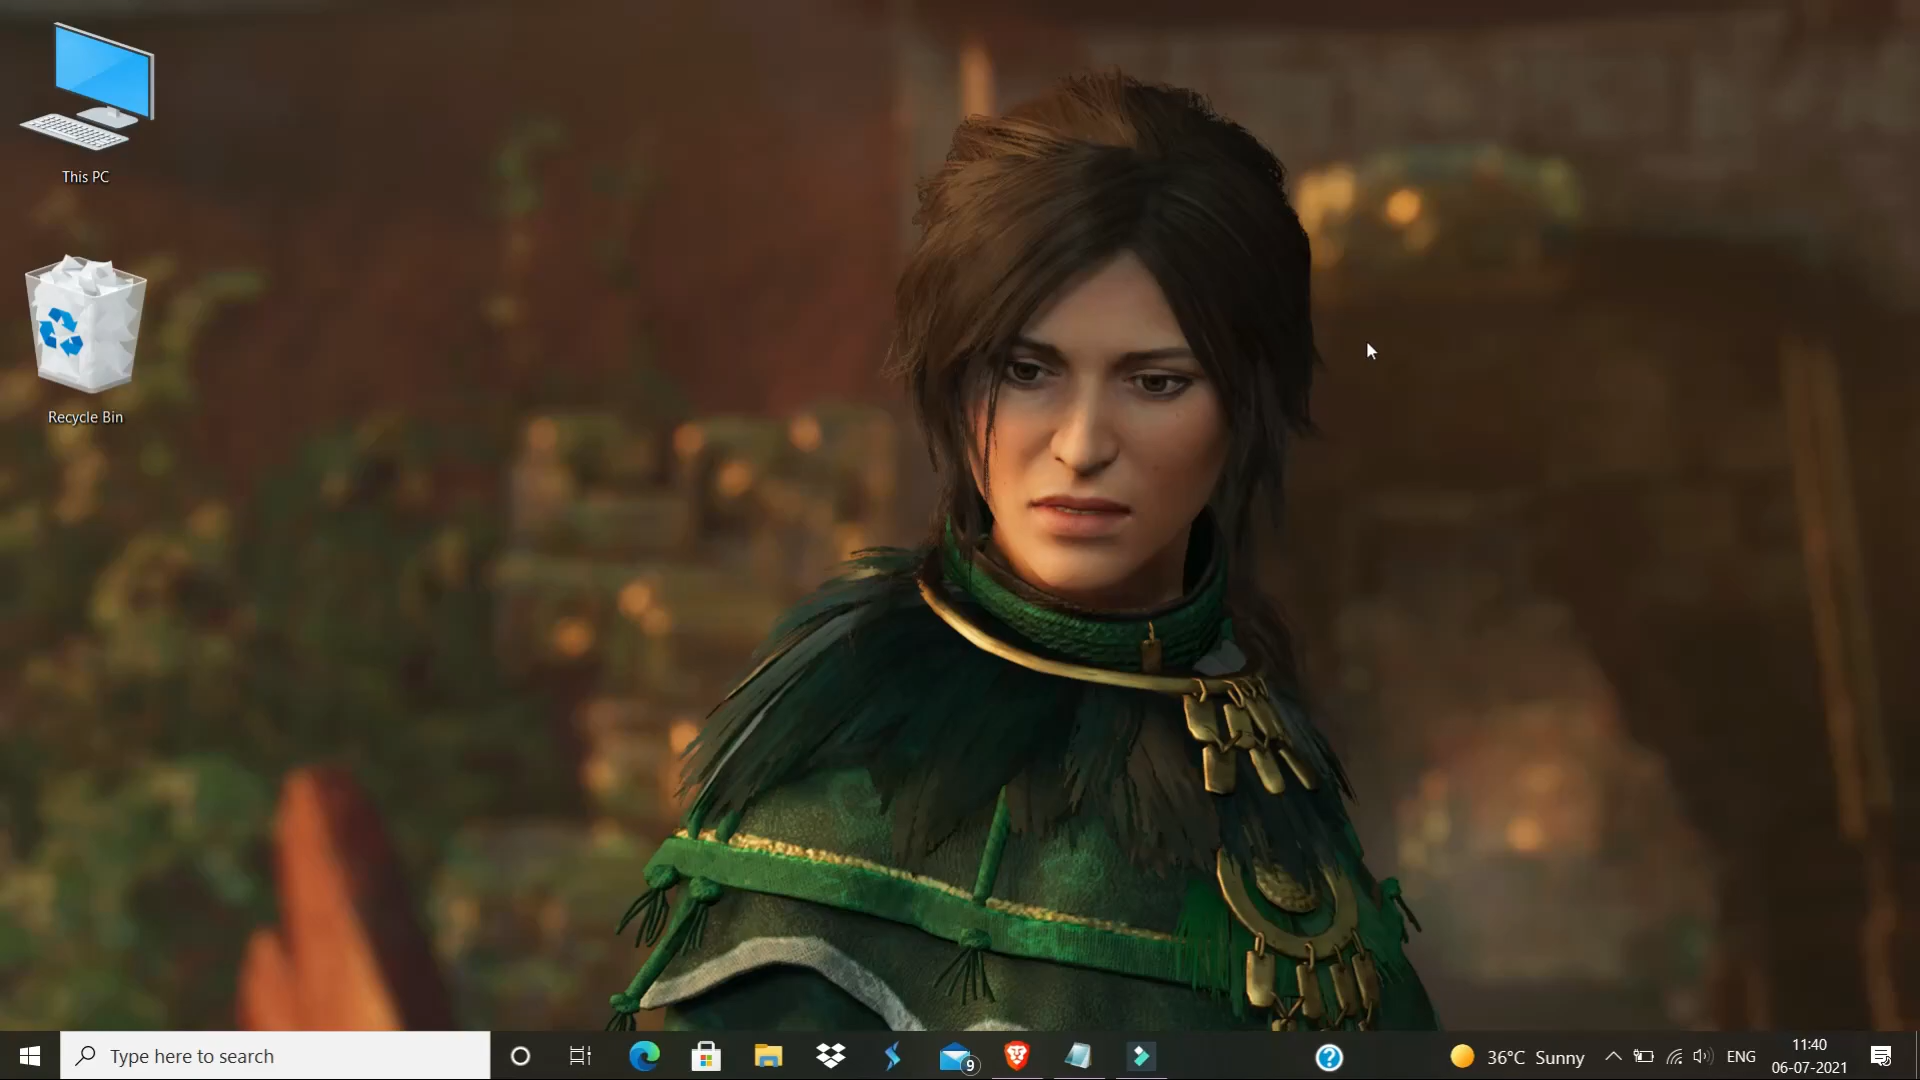 This PC
Recycle Bin
Type here to search
9
36°C Sunny
ENG
11:40
06-07-2021